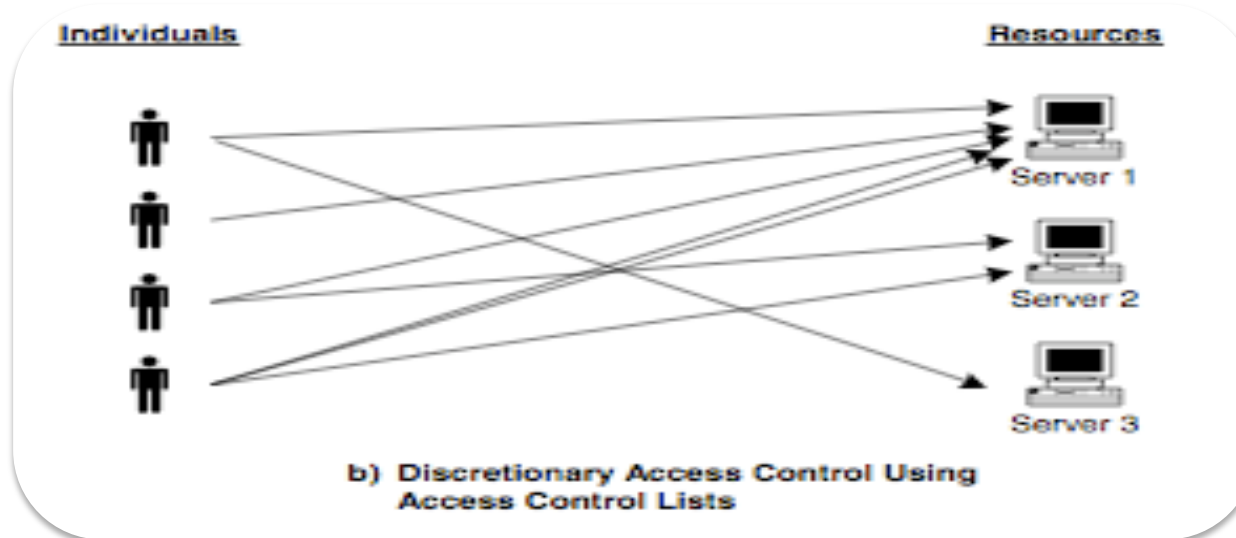 Individuals
Resources
Server 1
Server 2
Server 3
b) Discretionary Access Control Using
Access Control Lists